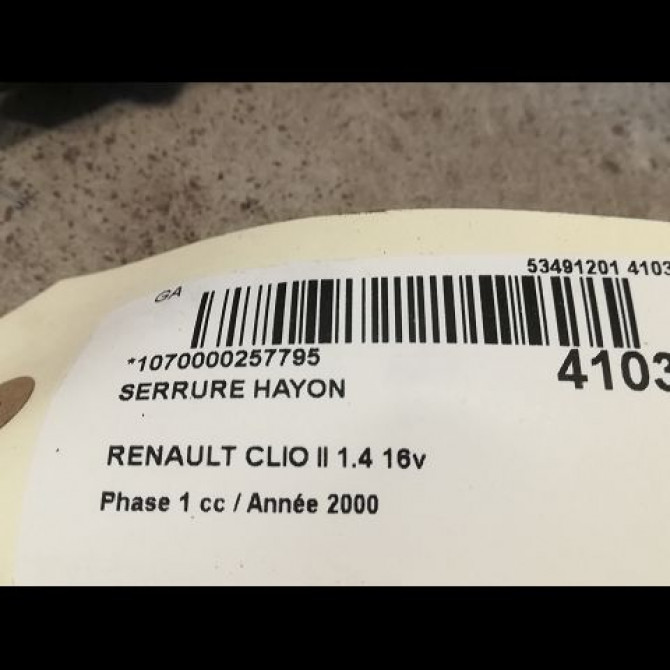 53491201 4103
GA
*1070000257795
4103
SERRURE HAYON
RENAULT CLIO II 1.4 16v
Phase 1 cc / Année 2000